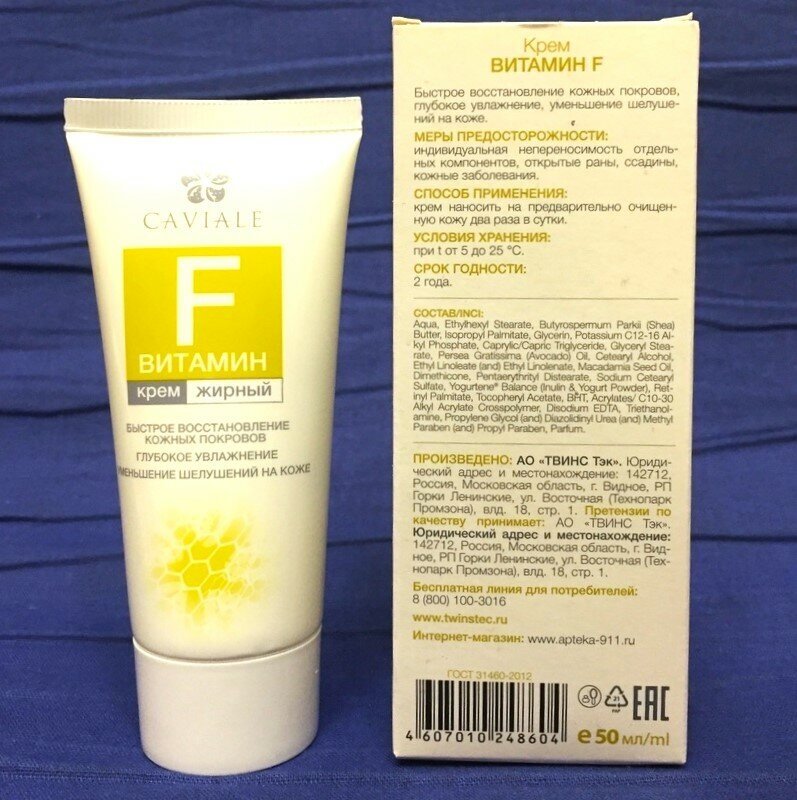 CAVIALE
F
ВИТАМИН
крем жирный
БЫСТРОЕ ВОССТАНОВЛЕНИЕ
КОЖНЫХ ПОКРОВОВ
ГЛУБОКОЕ УВЛАЖНЕНИЕ
УМЕНЬШЕНИЕ ШЕЛУШЕНИЙ НА КОЖЕ
Крем
ВИТАМИН F
Быстрое восстановление кожных покровов,
глубокое увлажнение, уменьшение шелуше-
ний на коже.
МЕРЫ ПРЕДОСТОРОЖНОСТИ:
индивидуальная непереносимость отдель-
ных компонентов, открытые раны, ссадины,
кожные заболевания.
СПОСОБ ПРИМЕНЕНИЯ:
крем наносить на предварительно очищен-
ную кожу два раза в сутки.
УСЛОВИЯ ХРАНЕНИЯ:
при t от 5 до 25 °C.
СРОК ГОДНОСТИ:
2 года.
СОСТАВ/INCI:
Aqua, Ethylhexyl Stearate, Butyrospermum Parkii (Shea)
Butter, Isopropyl Palmitate, Glycerin, Potassium C12-16 Al-
kyl Phosphate, Caprylic/Capric Triglyceride, Glyceryl Stea-
rate, Persea Gratissima (Avocado) Oil, Cetearyl Alcohol,
Ethyl Linoleate (and) Ethyl Linolenate, Macadamia Seed Oil,
Dimethicone, Pentaerythrityl Distearate, Sodium Cetearyl
Sulfate, Yogurtene® Balance (Inulin & Yogurt Powder), Ret-
inyl Palmitate, Tocopheryl Acetate, BHT, Acrylates/ C10-30
Alkyl Acrylate Crosspolymer, Disodium EDTA, Triethanol-
amine, Propylene Glycol (and) Diazolidinyl Urea (and) Methyl
Paraben (and) Propyl Paraben, Parfum.
ПРОИЗВЕДЕНО: АО «ТВИНС Тэк». Юриди-
ческий адрес и местонахождение: 142712,
Россия, Московская область, г. Видное, РП
Горки Ленинские, ул. Восточная (Технопарк
Промзона), влд. 18, стр. 1. Претензии по
качеству принимает: АО «ТВИНС Тэк».
Юридический адрес и местонахождение:
142712, Россия, Московская область, г. Вид-
ное, РП Горки Ленинские, ул. Восточная (Тех-
нопарк Промзона), влд. 18, стр. 1.
Бесплатная линия для потребителей:
8 (800) 100-3016
www.twinstec.ru
Интернет-магазин: www.apteka-911.ru
ГОСТ 31460-2012
4 607010 248604
21
PAP
EAC
e 50 мл/ml